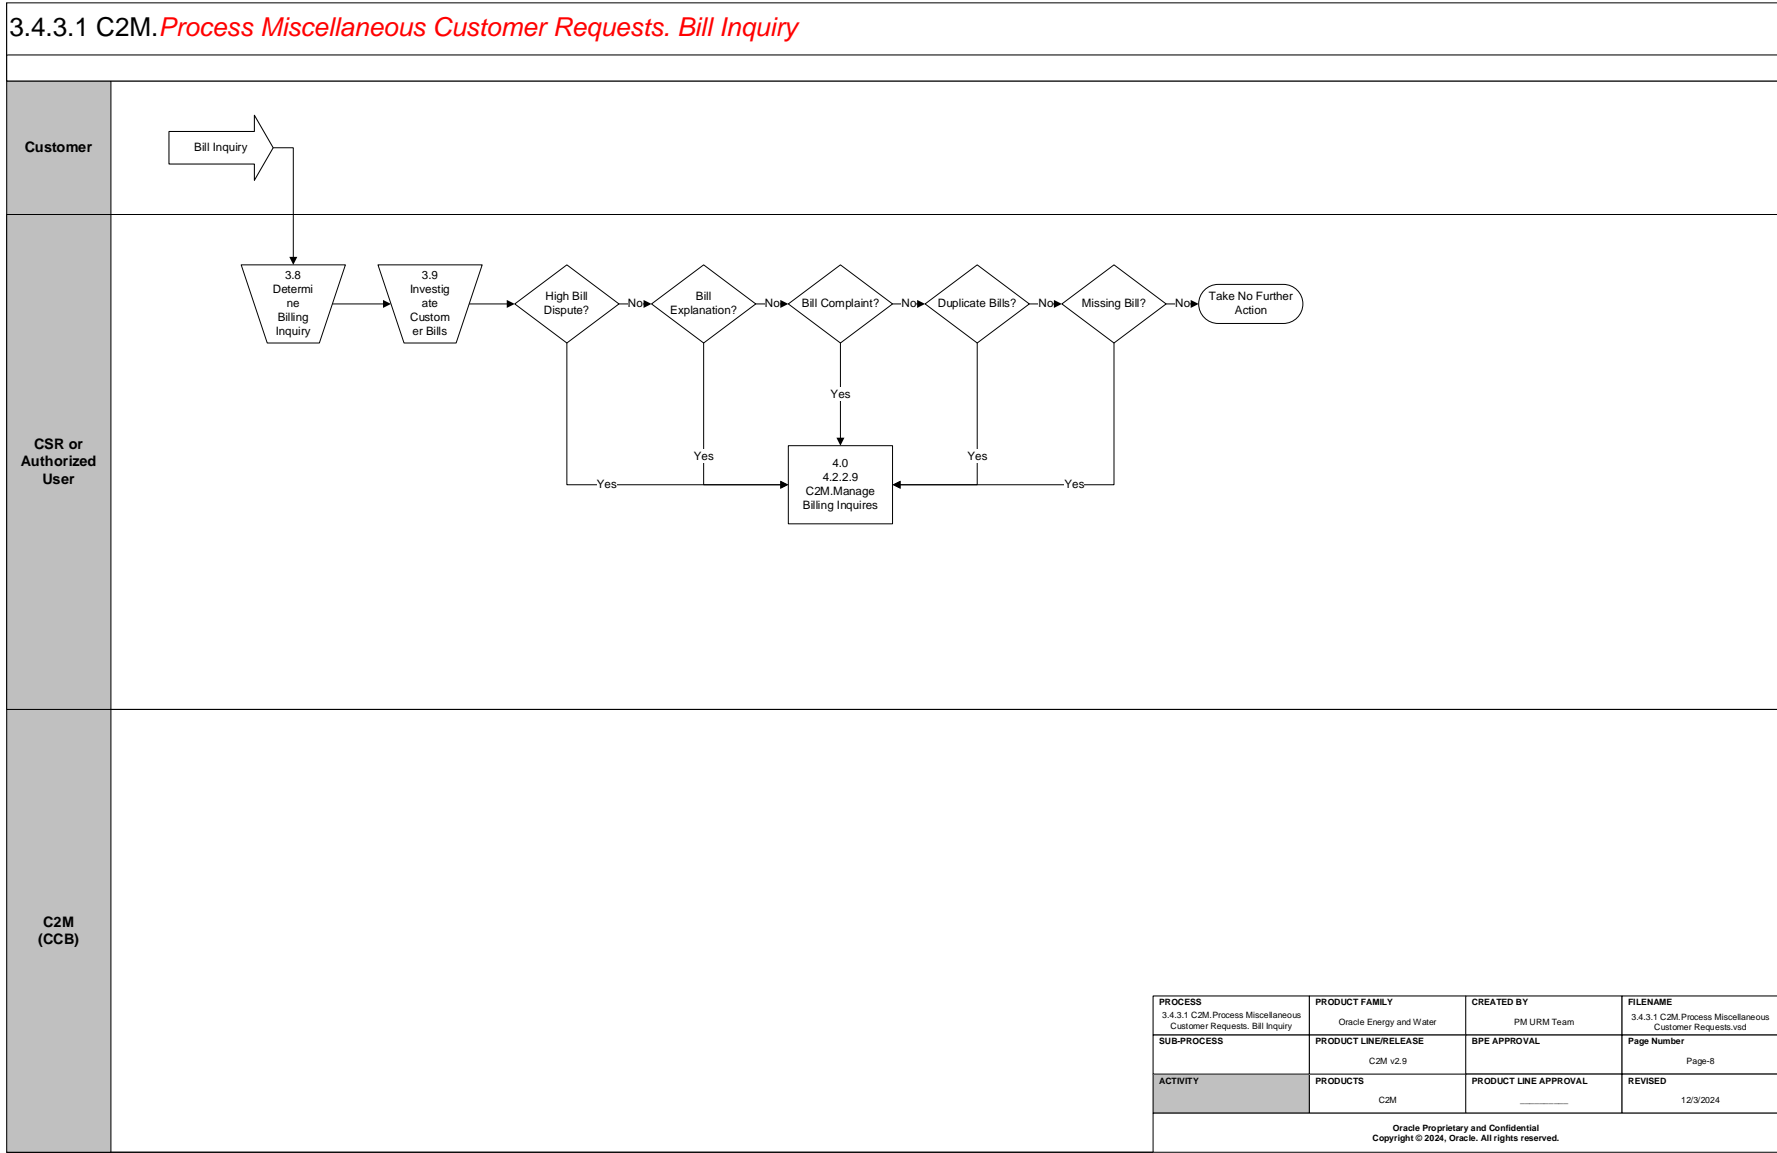 3.4.3.1 C2M.Process Miscellaneous Customer Requests. Bill Inquiry
Customer
Bill Inquiry
CSR or
Authorized
User
3.8
Determi
ne
Billing
Inquiry
3.9
Investig
ate
Custom
er Bills
High Bill
Dispute?
No
Bill
Explanation?
No
Bill Complaint?
No
Duplicate Bills?
No
Missing Bill?
No
Take No Further
Action
Yes
Yes
Yes
Yes
Yes
4.0
4.2.2.9
C2M.Manage
Billing Inquires
C2M
(CCB)
PROCESS
3.4.3.1 C2M.Process Miscellaneous
Customer Requests. Bill Inquiry
PRODUCT FAMILY
Oracle Energy and Water
CREATED BY
PM URM Team
FILENAME
3.4.3.1 C2M.Process Miscellaneous
Customer Requests.vsd
SUB-PROCESS
PRODUCT LINE/RELEASE
C2M v2.9
BPE APPROVAL
Page Number
Page-8
ACTIVITY
PRODUCTS
C2M
PRODUCT LINE APPROVAL
___________
REVISED
12/3/2024
Oracle Proprietary and Confidential
Copyright © 2024, Oracle. All rights reserved.